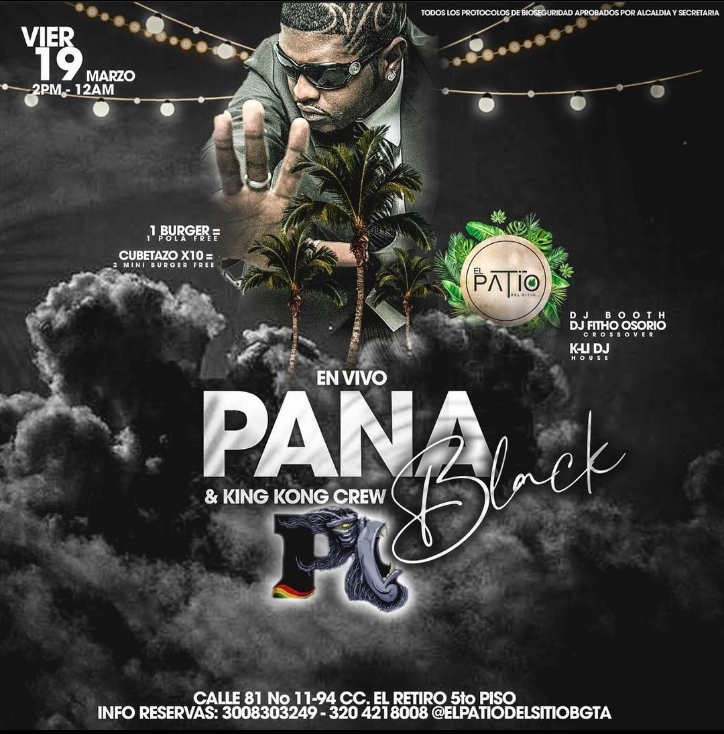 TODOS LOS PROTOCOLOS DE BIOSEGURIDAD APROBADOS POR ALCALDIA Y SECRETARIA
VIER
19 MARZO
2PM - 12AM
1 BURGER =
1 POLA FREE
CUBETAZO X10 =
2 MINI BURGER FREE
EL
PATIO
DEL SITIO
DJ BOOTH
DJ FITHO OSORIO
CROSSOVER
K-LI DJ
HOUSE
EN VIVO
PANA
Black
& KING KONG CREW
CALLE 81 No 11-94 CC. EL RETIRO 5to PISO
INFO RESERVAS: 3008303249 - 320 4218008 @ELPATIODELSITIOBGTA